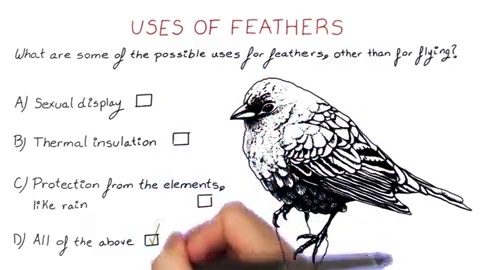 USES OF FEATHERS
What are some of the possible uses for feathers, other than for flying?
A) Sexual display
B) Thermal insulation
C) Protection from the elements,
like rain
D) All of the above